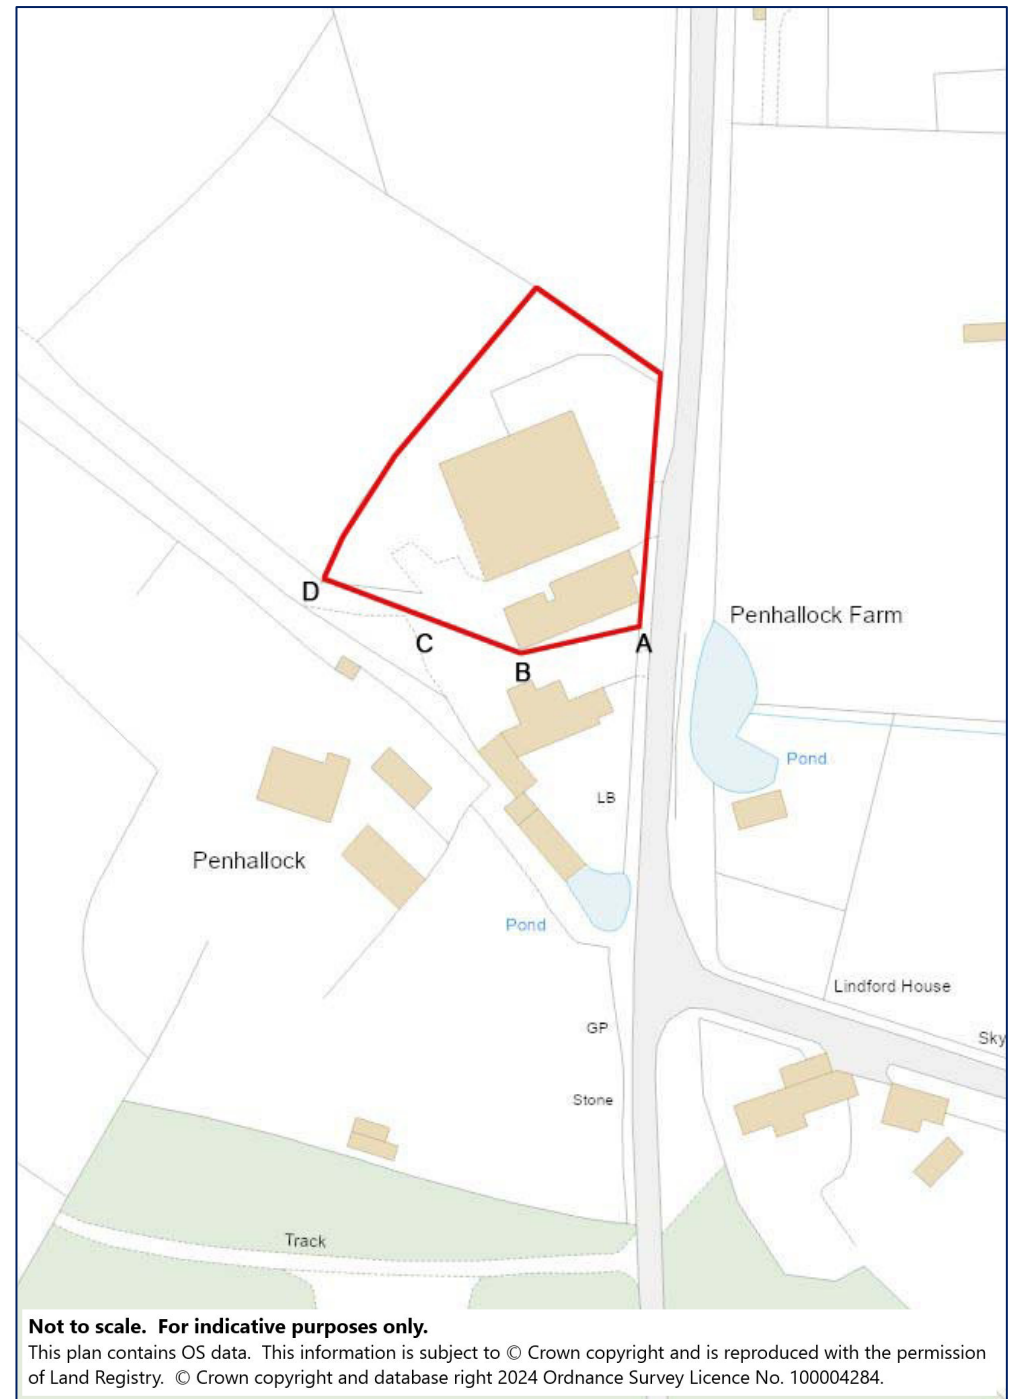 Penhallock Farm
D
C
A
B
Pond
LB
Penhallock
Pond
Lindford House
GP
Sky
Stone
Track
Not to scale.  For indicative purposes only.
This plan contains OS data.  This information is subject to © Crown copyright and is reproduced with the permission
of Land Registry.  © Crown copyright and database right 2024 Ordnance Survey Licence No. 100004284.